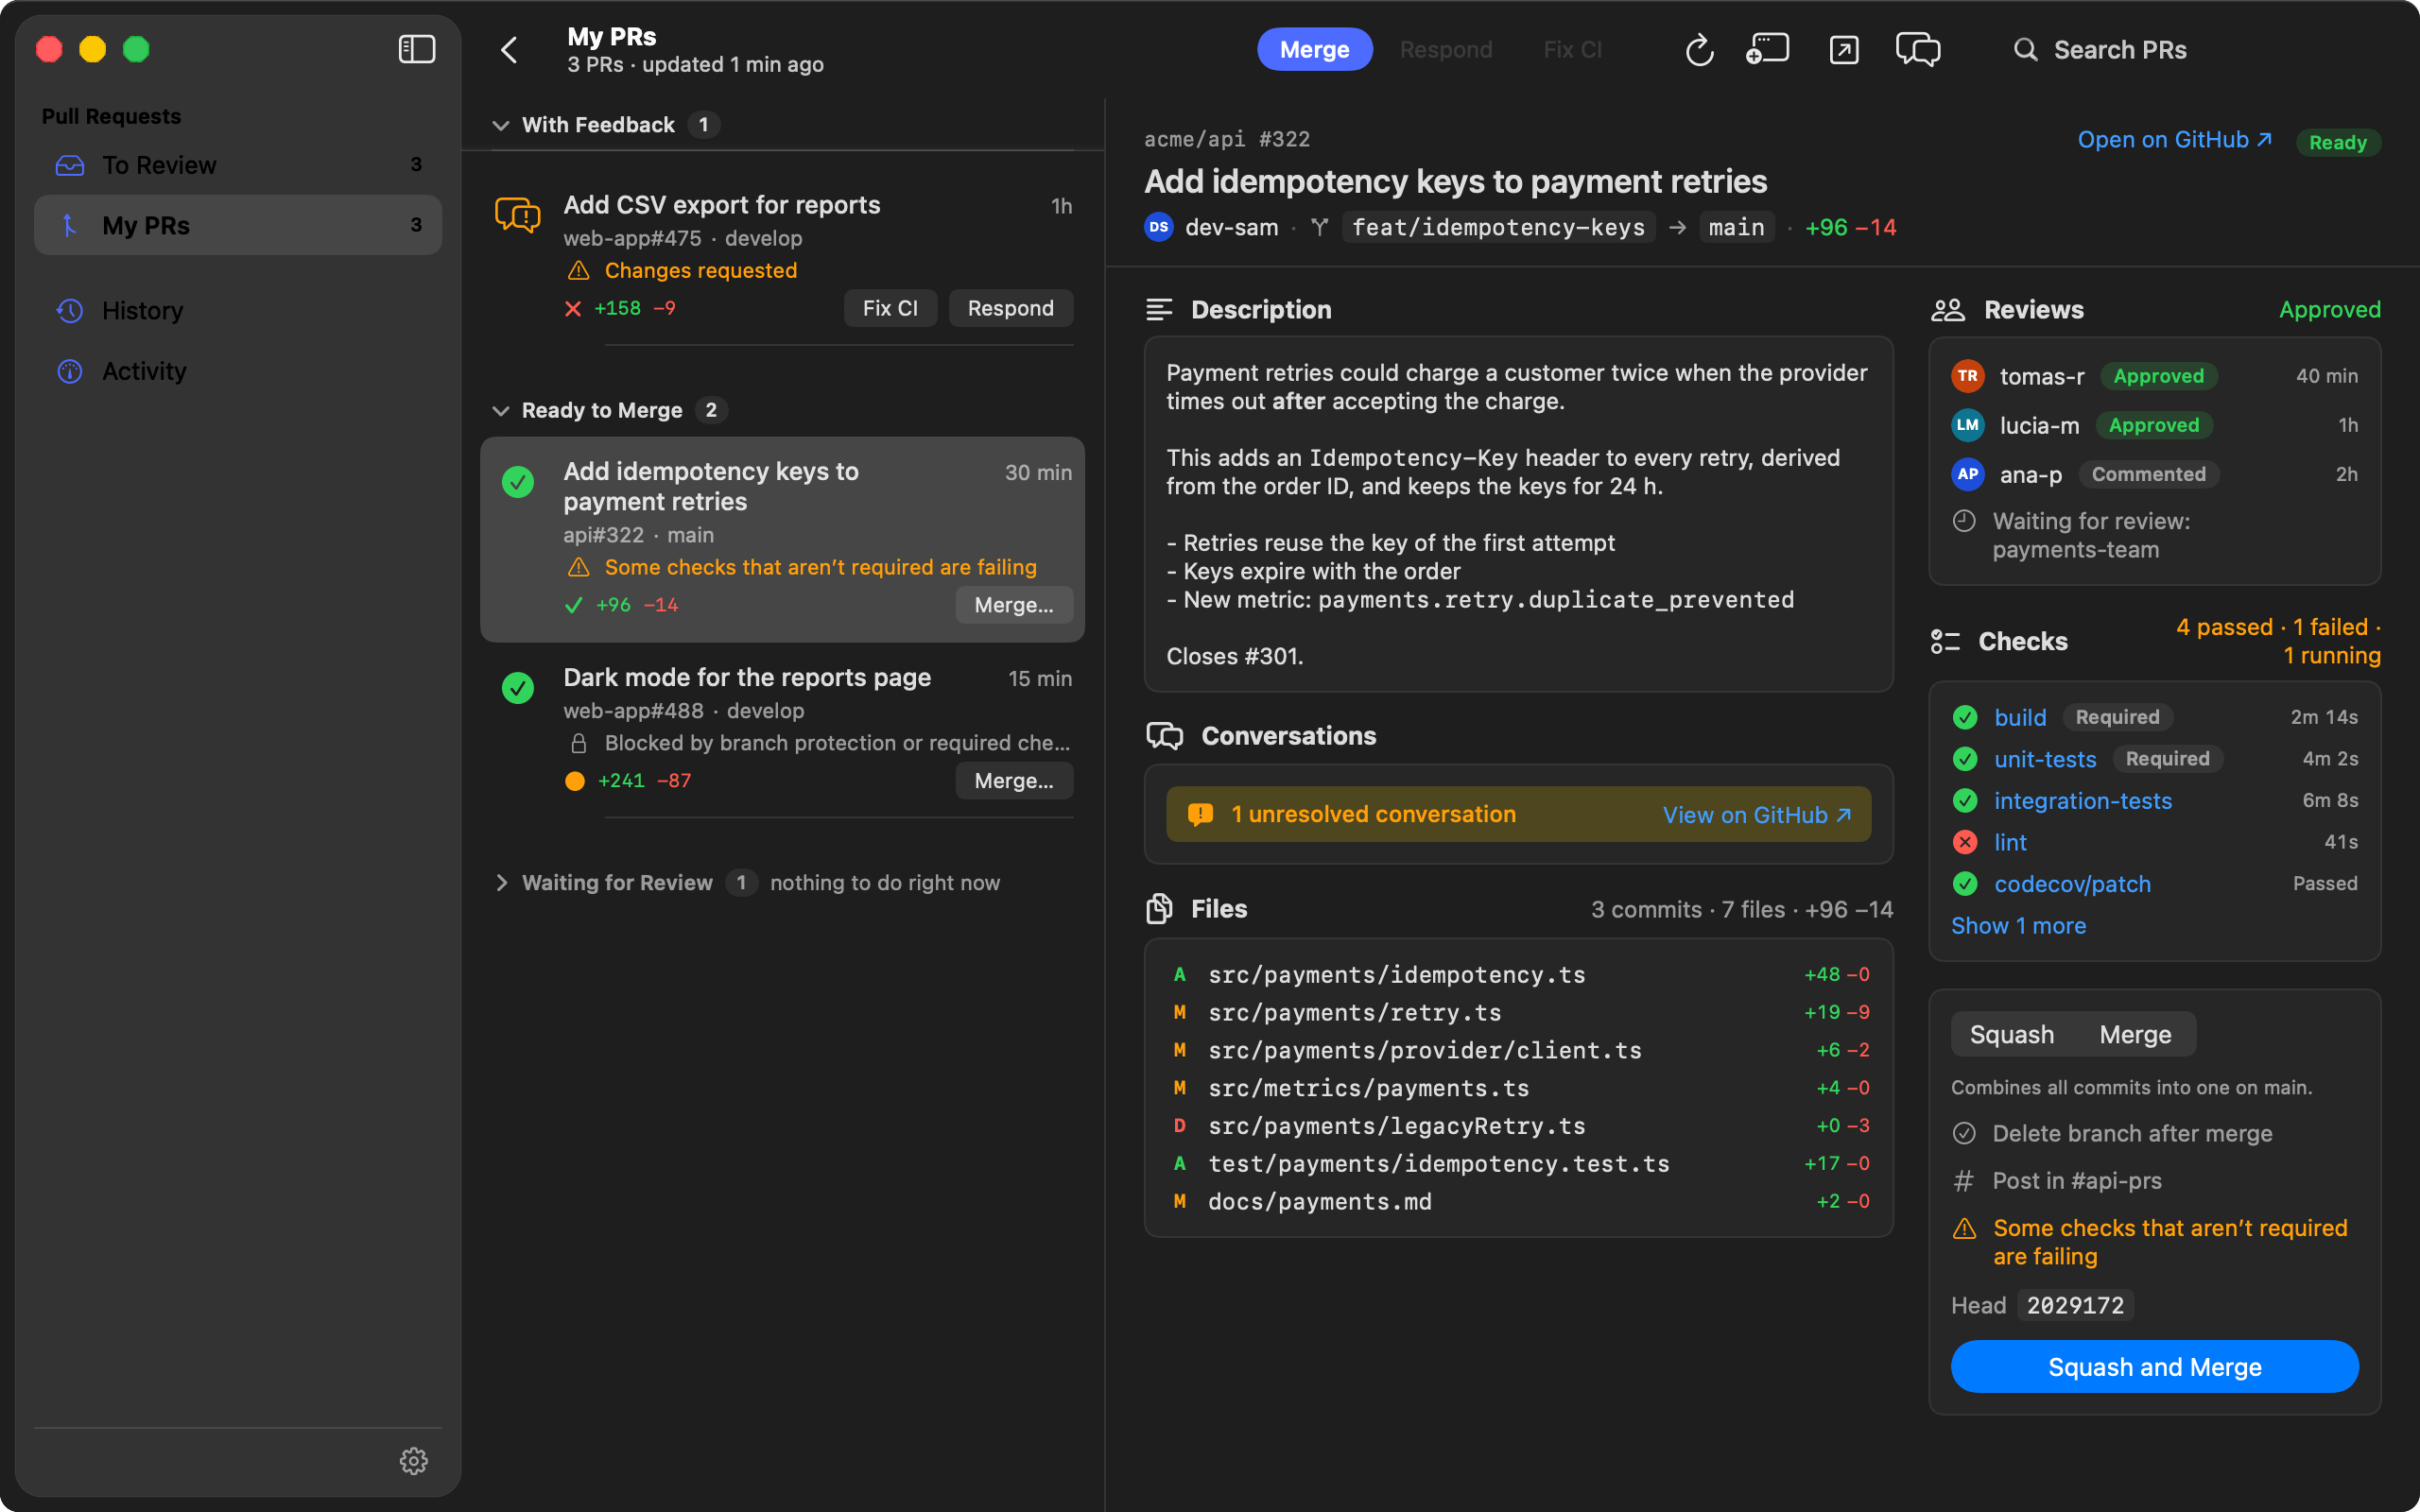 Pull Requests
To Review 3
My PRs 3
History
Activity
My PRs
3 PRs · updated 1 min ago
Merge Respond Fix CI
Search PRs
With Feedback 1
Add CSV export for reports 1h
web-app#475 · develop
Changes requested
+158 −9 Fix CI Respond
Ready to Merge 2
Add idempotency keys to 30 min
payment retries
api#322 · main
Some checks that aren’t required are failing
+96 −14 Merge...
Dark mode for the reports page 15 min
web-app#488 · develop
Blocked by branch protection or required che...
+241 −87 Merge...
Waiting for Review 1 nothing to do right now
acme/api #322
Open on GitHub ↗ Ready
Add idempotency keys to payment retries
DS dev-sam · feat/idempotency-keys → main · +96 −14
Description
Payment retries could charge a customer twice when the provider
times out after accepting the charge.
This adds an Idempotency-Key header to every retry, derived
from the order ID, and keeps the keys for 24 h.
- Retries reuse the key of the first attempt
- Keys expire with the order
- New metric: payments.retry.duplicate_prevented
Closes #301.
Conversations
1 unresolved conversation View on GitHub ↗
Files 3 commits · 7 files · +96 −14
A src/payments/idempotency.ts +48 −0
M src/payments/retry.ts +19 −9
M src/payments/provider/client.ts +6 −2
M src/metrics/payments.ts +4 −0
D src/payments/legacyRetry.ts +0 −3
A test/payments/idempotency.test.ts +17 −0
M docs/payments.md +2 −0
Reviews Approved
TR tomas-r Approved 40 min
LM lucia-m Approved 1h
AP ana-p Commented 2h
Waiting for review:
payments-team
Checks 4 passed · 1 failed ·
1 running
build Required 2m 14s
unit-tests Required 4m 2s
integration-tests 6m 8s
lint 41s
codecov/patch Passed
Show 1 more
Squash Merge
Combines all commits into one on main.
Delete branch after merge
# Post in #api-prs
Some checks that aren’t required
are failing
Head 2029172
Squash and Merge